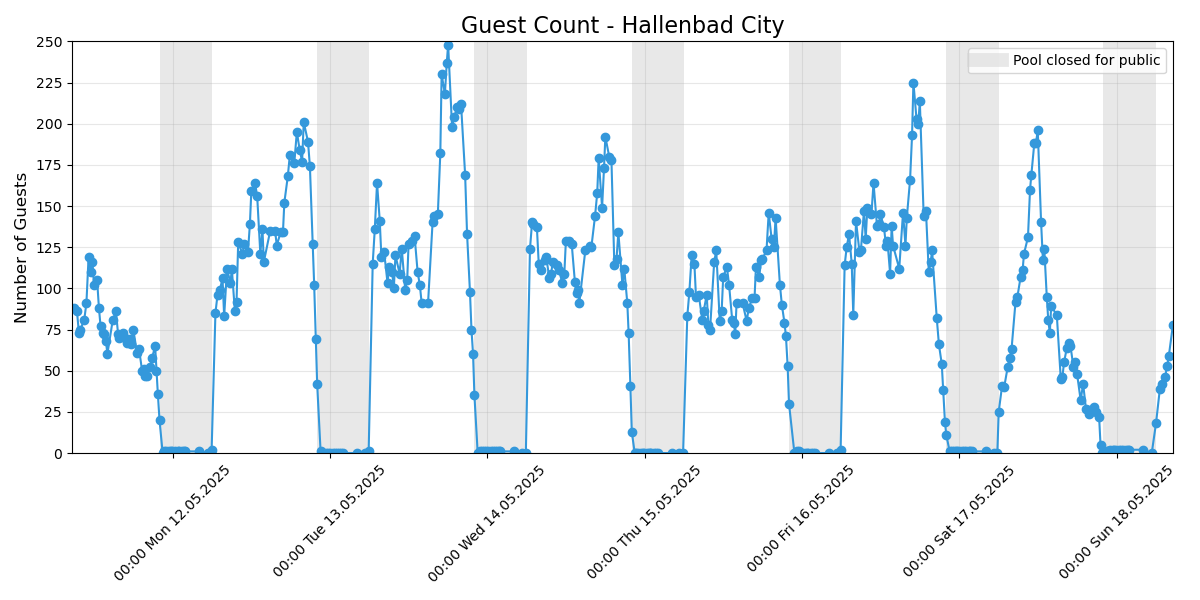 Guest Count - Hallenbad City
Pool closed for public
Number of Guests
250
225
200
175
150
125
100
75
50
25
0
00:00 Mon 12.05.2025
00:00 Tue 13.05.2025
00:00 Wed 14.05.2025
00:00 Thu 15.05.2025
00:00 Fri 16.05.2025
00:00 Sat 17.05.2025
00:00 Sun 18.05.2025